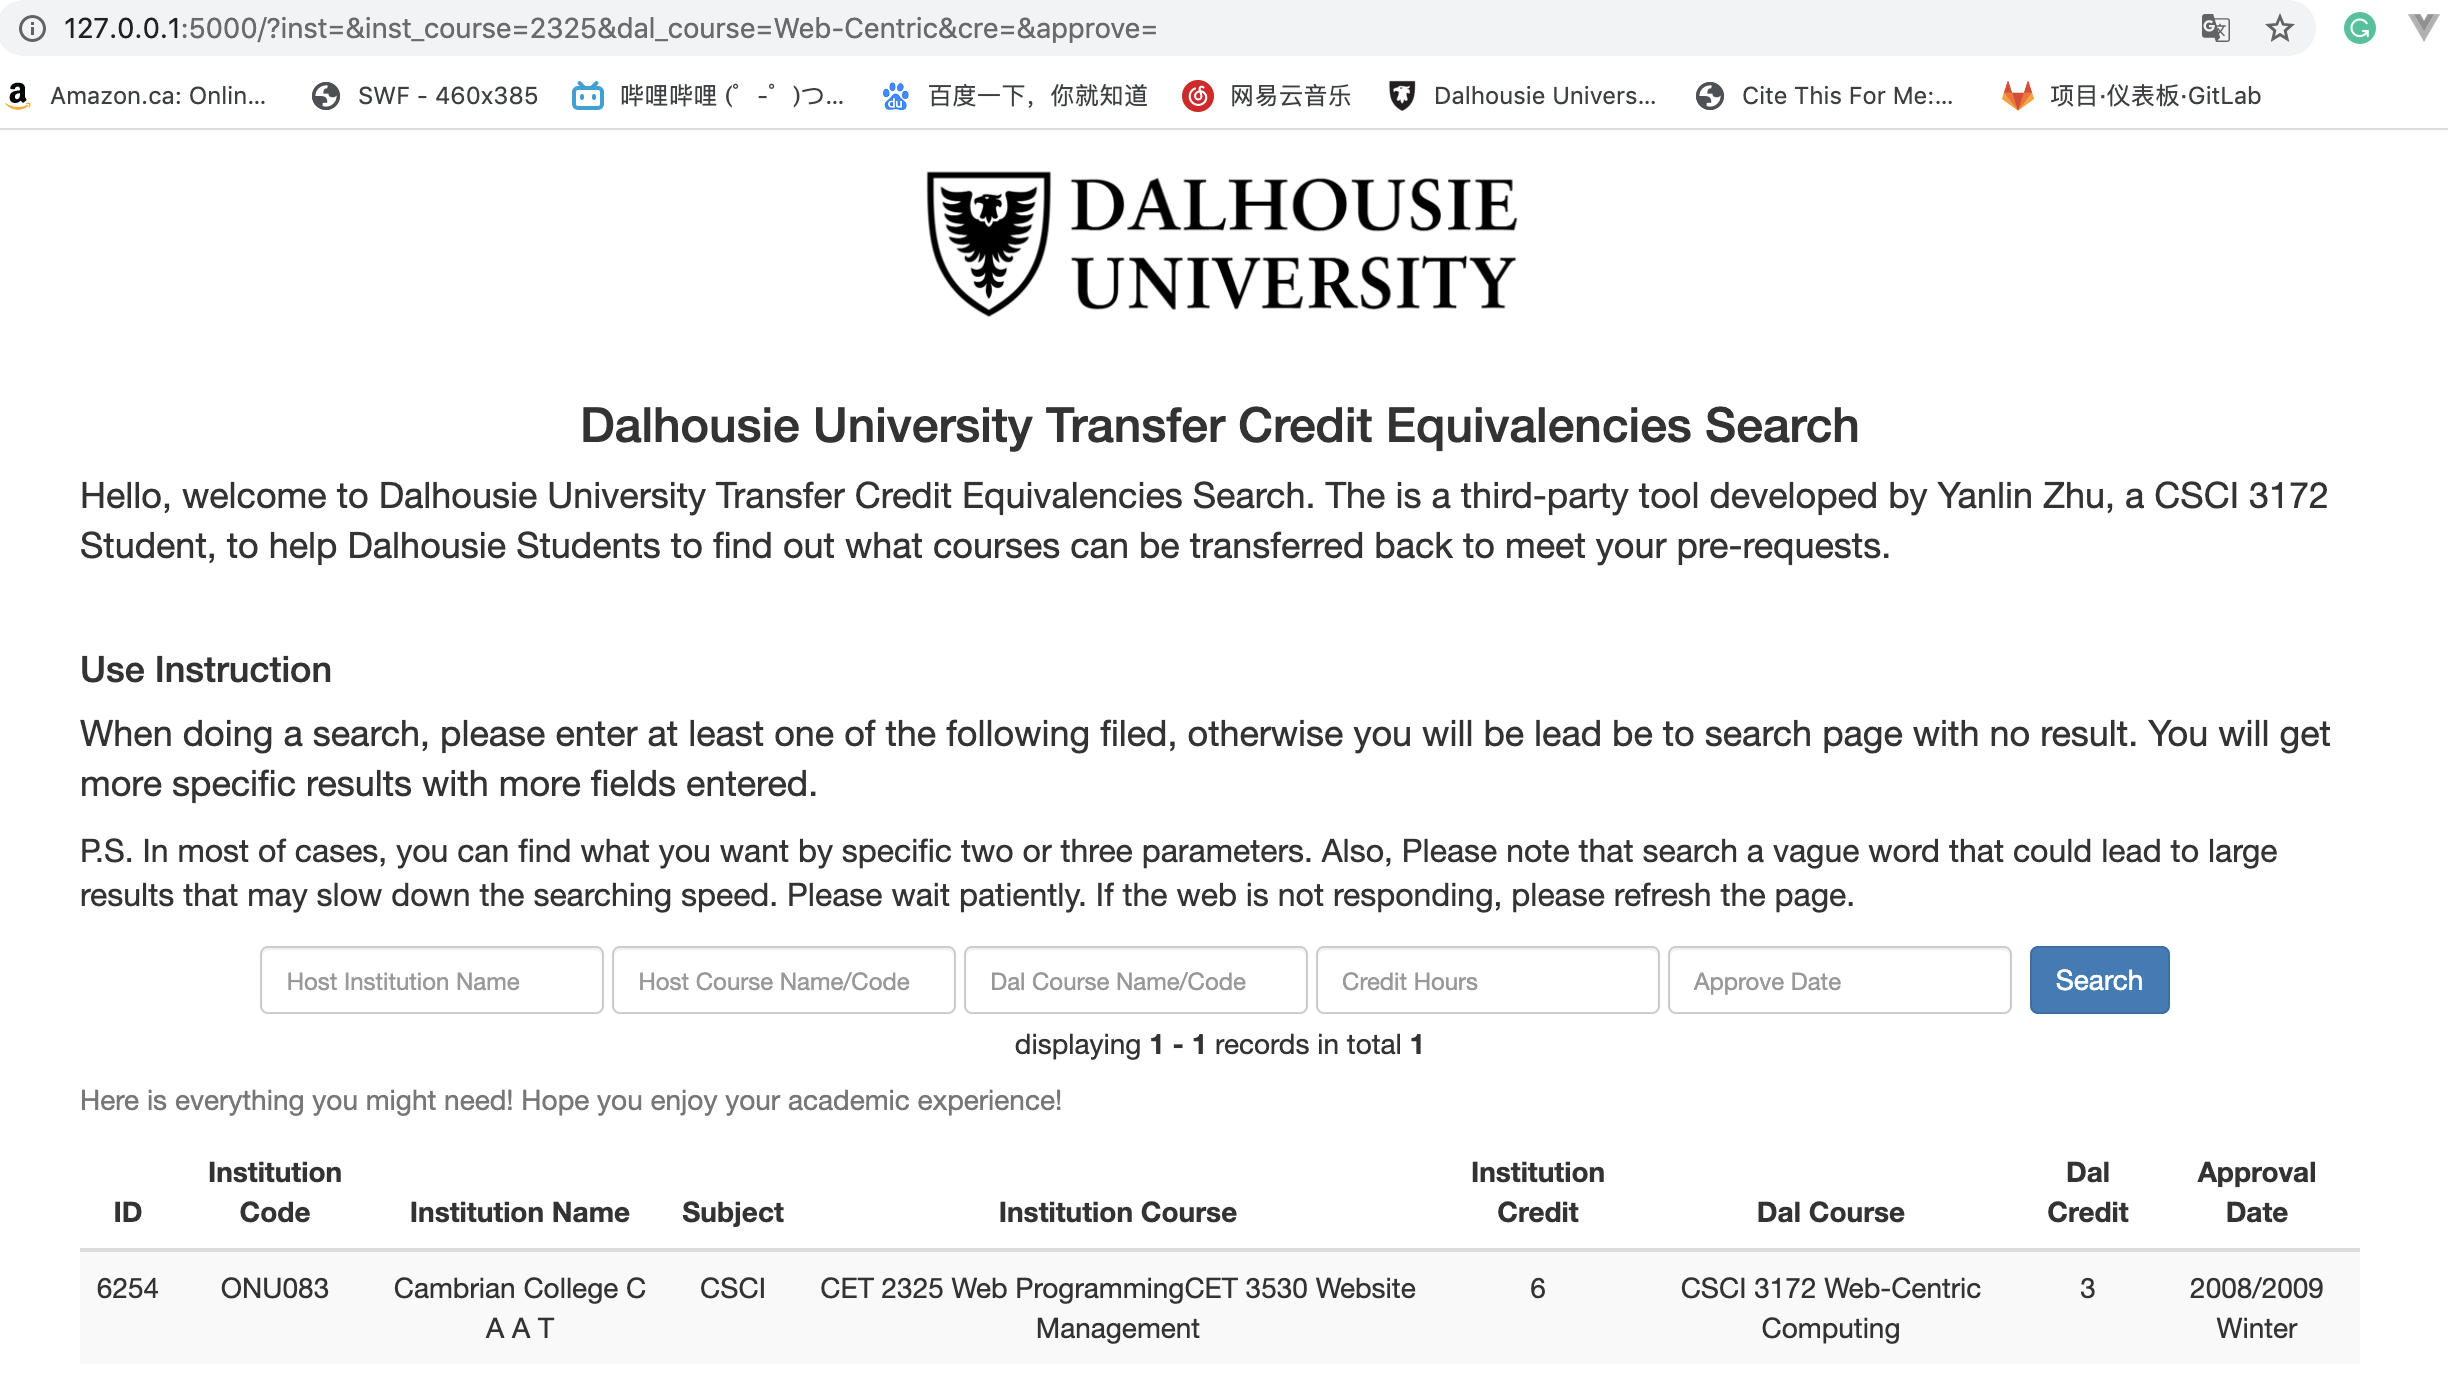 127.0.0.1:5000/?inst=&inst_course=2325&dal_course=Web-Centric&cre=&approve=
Amazon.ca: Onlin... SWF - 460x385 哔哩哔哩 (゜-゜)つ... 百度一下，你就知道 网易云音乐 Dalhousie Univers... Cite This For Me:... 项目·仪表板·GitLab
DALHOUSIE
UNIVERSITY
Dalhousie University Transfer Credit Equivalencies Search
Hello, welcome to Dalhousie University Transfer Credit Equivalencies Search. The is a third-party tool developed by Yanlin Zhu, a CSCI 3172
Student, to help Dalhousie Students to find out what courses can be transferred back to meet your pre-requests.
Use Instruction
When doing a search, please enter at least one of the following filed, otherwise you will be lead be to search page with no result. You will get
more specific results with more fields entered.
P.S. In most of cases, you can find what you want by specific two or three parameters. Also, Please note that search a vague word that could lead to large
results that may slow down the searching speed. Please wait patiently. If the web is not responding, please refresh the page.
Host Institution Name Host Course Name/Code Dal Course Name/Code Credit Hours Approve Date Search
displaying 1 - 1 records in total 1
Here is everything you might need! Hope you enjoy your academic experience!
Institution Institution Dal Approval
ID Code Institution Name Subject Institution Course Credit Dal Course Credit Date
6254 ONU083 Cambrian College C CSCI CET 2325 Web ProgrammingCET 3530 Website 6 CSCI 3172 Web-Centric 3 2008/2009
A A T Management Computing Winter